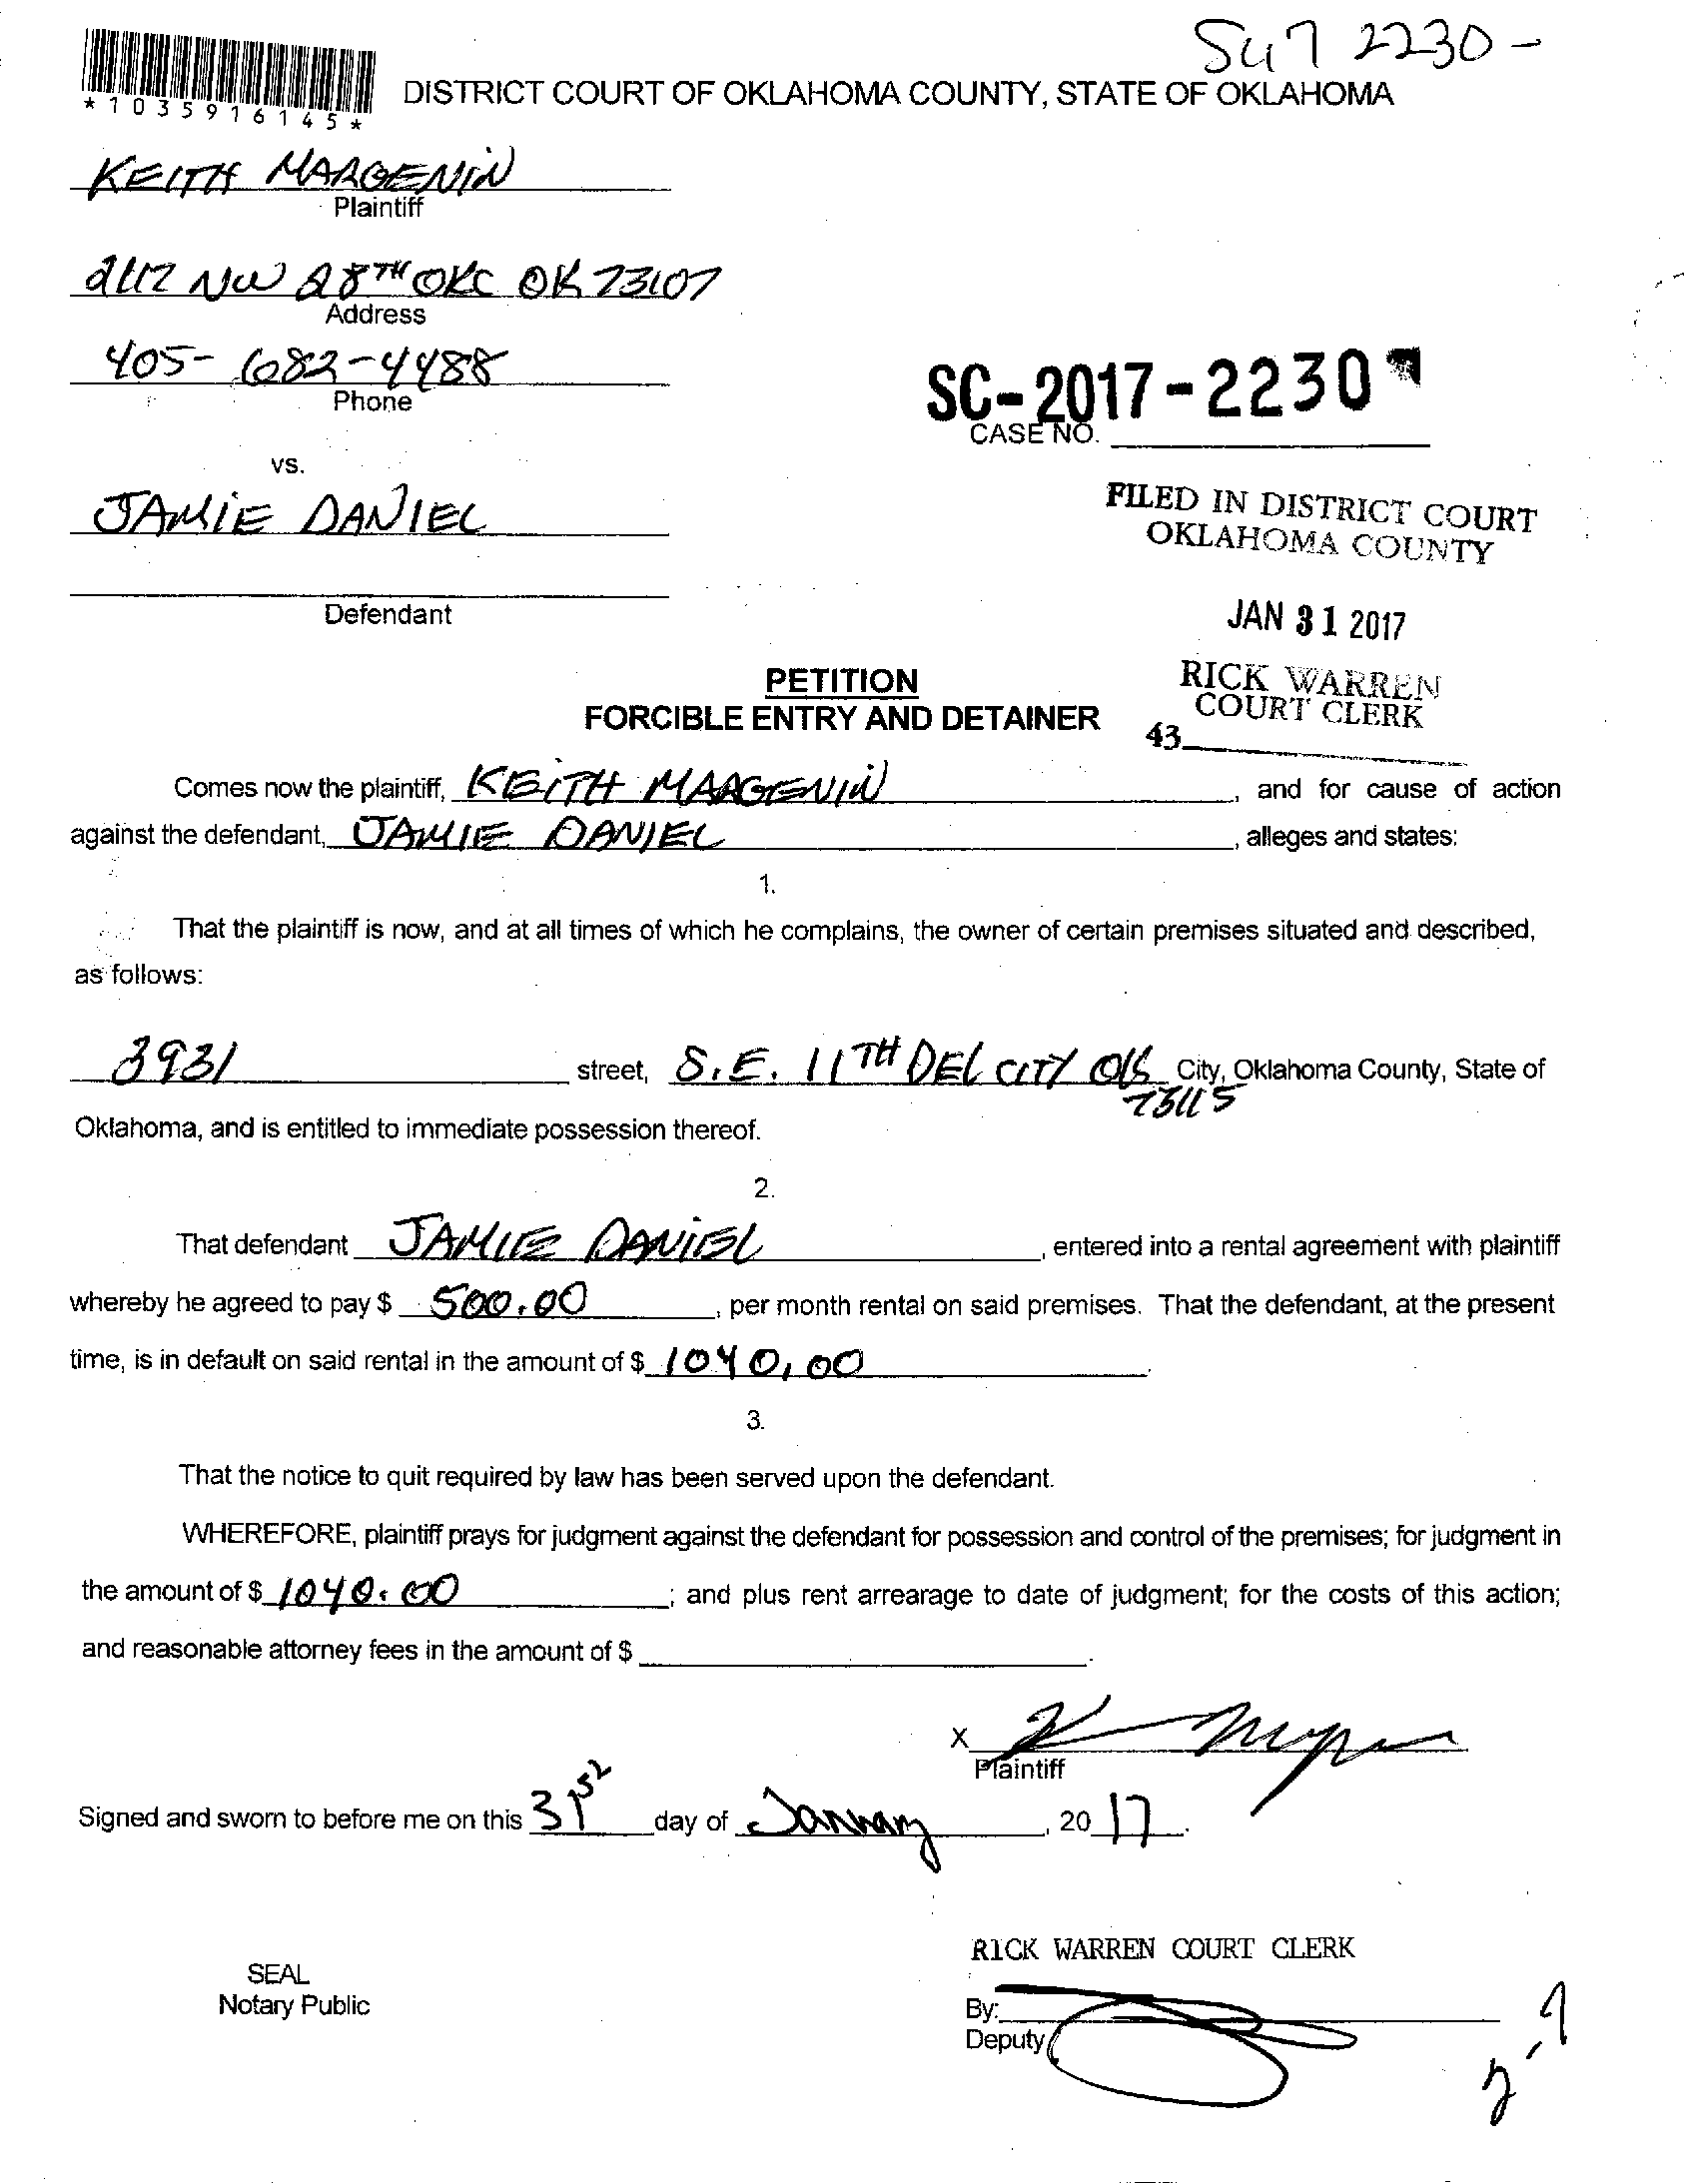 SC17 2230-
*1035916145*
DISTRICT COURT OF OKLAHOMA COUNTY, STATE OF OKLAHOMA
KEITH MARGENIN
Plaintiff
2112 NW 28TH OKC OK 73107
Address
405-682-4488
Phone
SC-2017-2230
CASE NO.
vs.
JAMIE DANIEL
Defendant
FILED IN DISTRICT COURT
OKLAHOMA COUNTY
JAN 31 2017
RICK WARREN
COURT CLERK
43
PETITION
FORCIBLE ENTRY AND DETAINER
Comes now the plaintiff, KEITH MARGENIN, and for cause of action
against the defendant, JAMIE DANIEL, alleges and states:
1.
That the plaintiff is now, and at all times of which he complains, the owner of certain premises situated and described,
as follows:
3931 street, S.E. 11TH DEL CITY OK City, Oklahoma County, State of
73115
Oklahoma, and is entitled to immediate possession thereof.
2.
That defendant JAMIE DANIEL, entered into a rental agreement with plaintiff
whereby he agreed to pay $ 500.00, per month rental on said premises. That the defendant, at the present
time, is in default on said rental in the amount of $ 1040.00.
3.
That the notice to quit required by law has been served upon the defendant.
WHEREFORE, plaintiff prays for judgment against the defendant for possession and control of the premises; for judgment in
the amount of $ 1040.00; and plus rent arrearage to date of judgment; for the costs of this action;
and reasonable attorney fees in the amount of $ .
X
Plaintiff
Signed and sworn to before me on this 31st day of January, 2017.
RICK WARREN COURT CLERK
SEAL
Notary Public
By:
Deputy